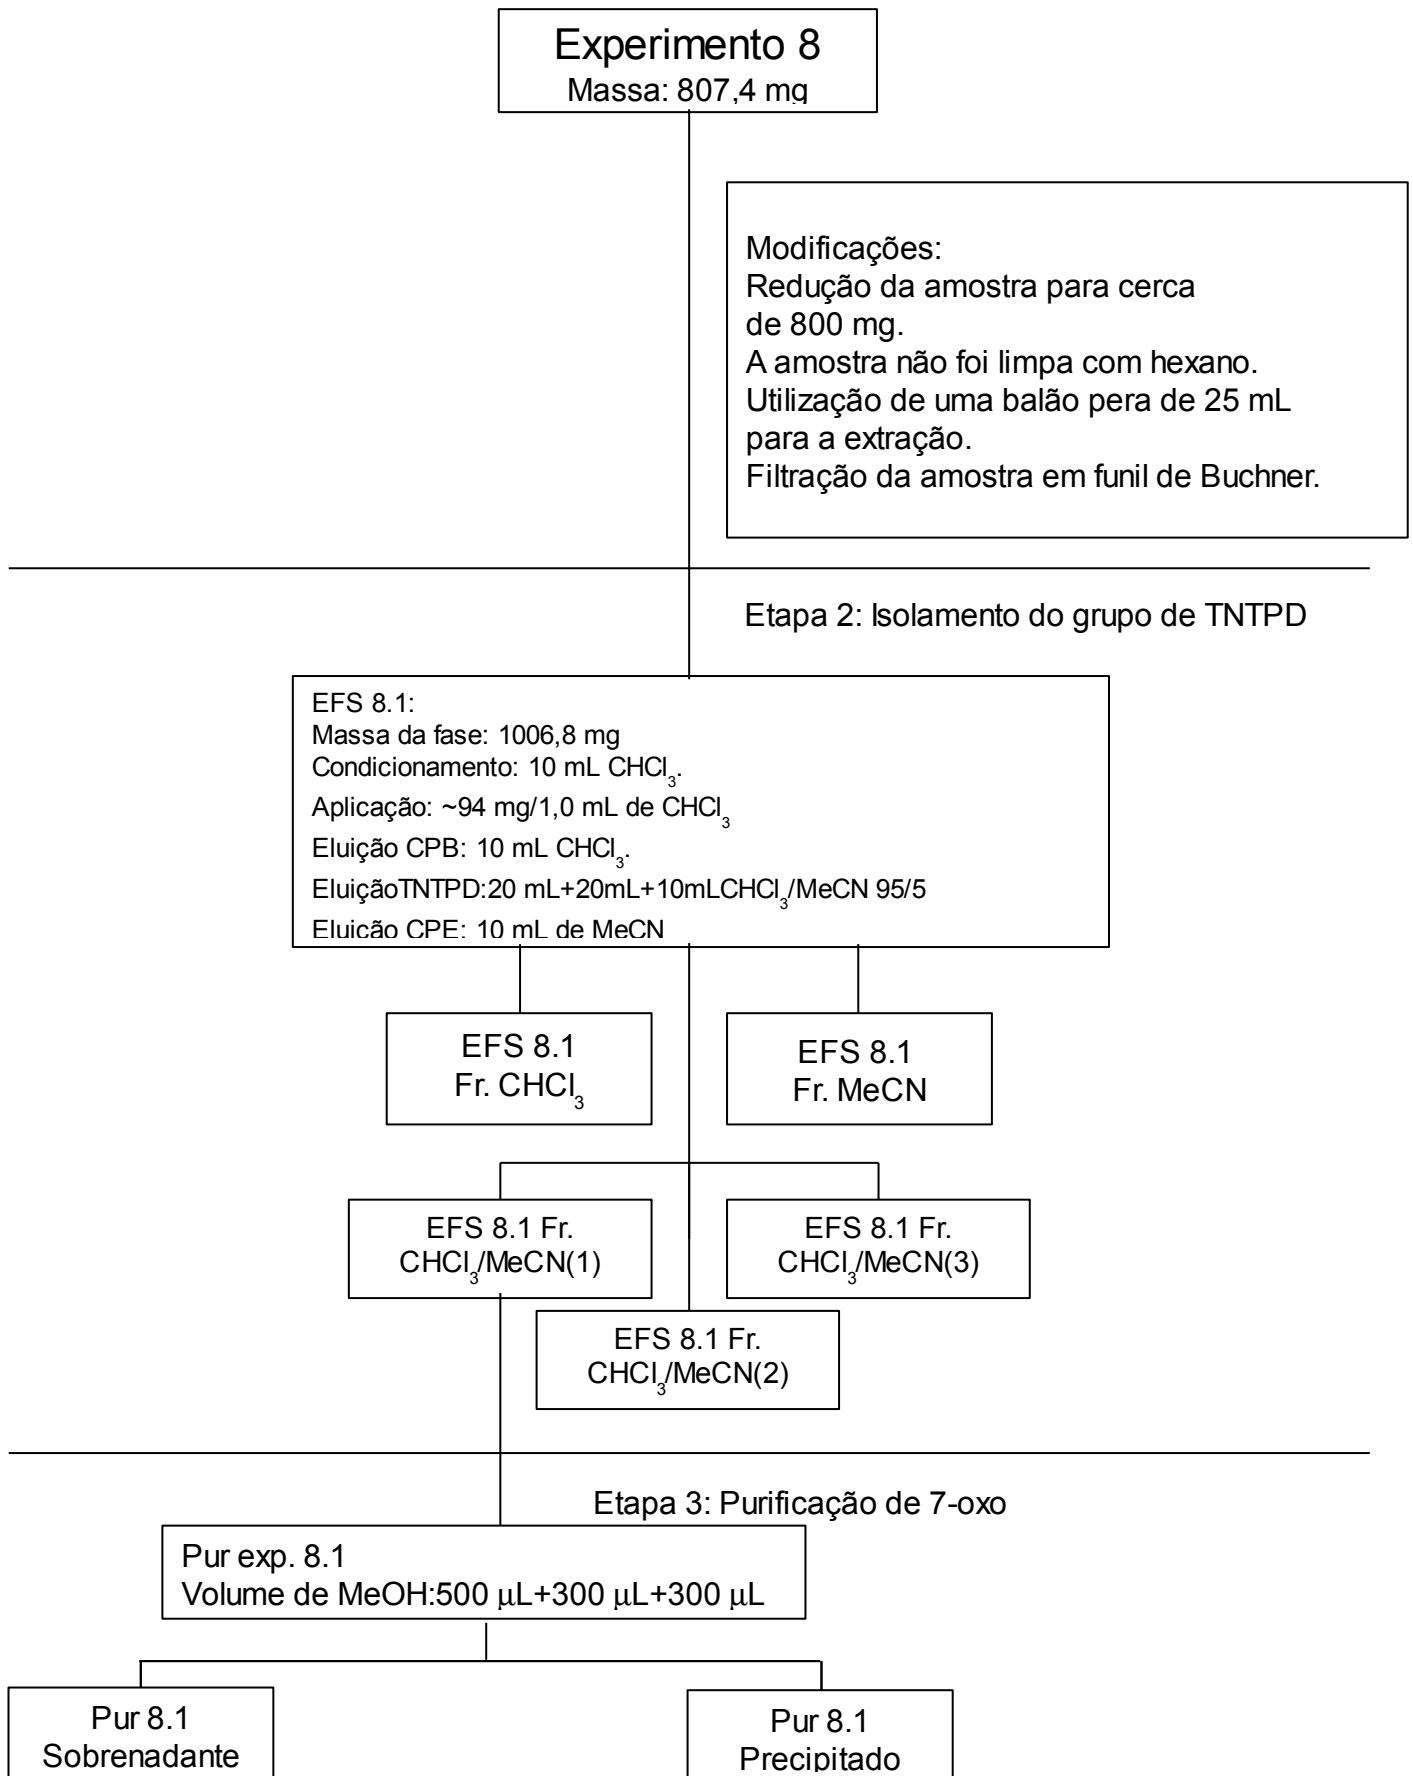 Experimento 8
Massa: 807,4 mg
Modificações:
Redução da amostra para cerca
de 800 mg.
A amostra não foi limpa com hexano.
Utilização de uma balão pera de 25 mL
para a extração.
Filtração da amostra em funil de Buchner.
Etapa 2: Isolamento do grupo de TNTPD
EFS 8.1:
Massa da fase: 1006,8 mg
Condicionamento: 10 mL CHCl₃.
Aplicação: ~94 mg/1,0 mL de CHCl₃
Eluição CPB: 10 mL CHCl₃.
EluiçãoTNTPD:20 mL+20mL+10mLCHCl₃/MeCN 95/5
Eluição CPE: 10 mL de MeCN
EFS 8.1
Fr. CHCl₃
EFS 8.1
Fr. MeCN
EFS 8.1 Fr.
CHCl₃/MeCN(1)
EFS 8.1 Fr.
CHCl₃/MeCN(3)
EFS 8.1 Fr.
CHCl₃/MeCN(2)
Etapa 3: Purificação de 7-oxo
Pur exp. 8.1
Volume de MeOH:500 μL+300 μL+300 μL
Pur 8.1
Sobrenadante
Pur 8.1
Precipitado